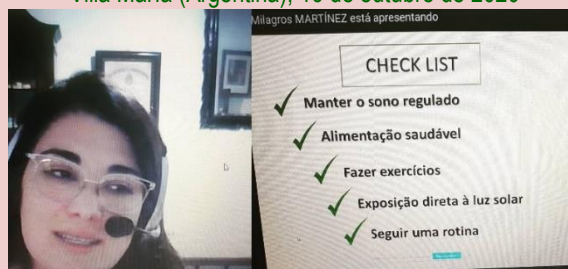 Villa María (Argentina), 16 de outubro de 2020
Milagros MARTÍNEZ está apresentando
CHECK LIST
Manter o sono regulado
Alimentação saudável
Fazer exercícios
Exposição direta à luz solar
Seguir uma rotina